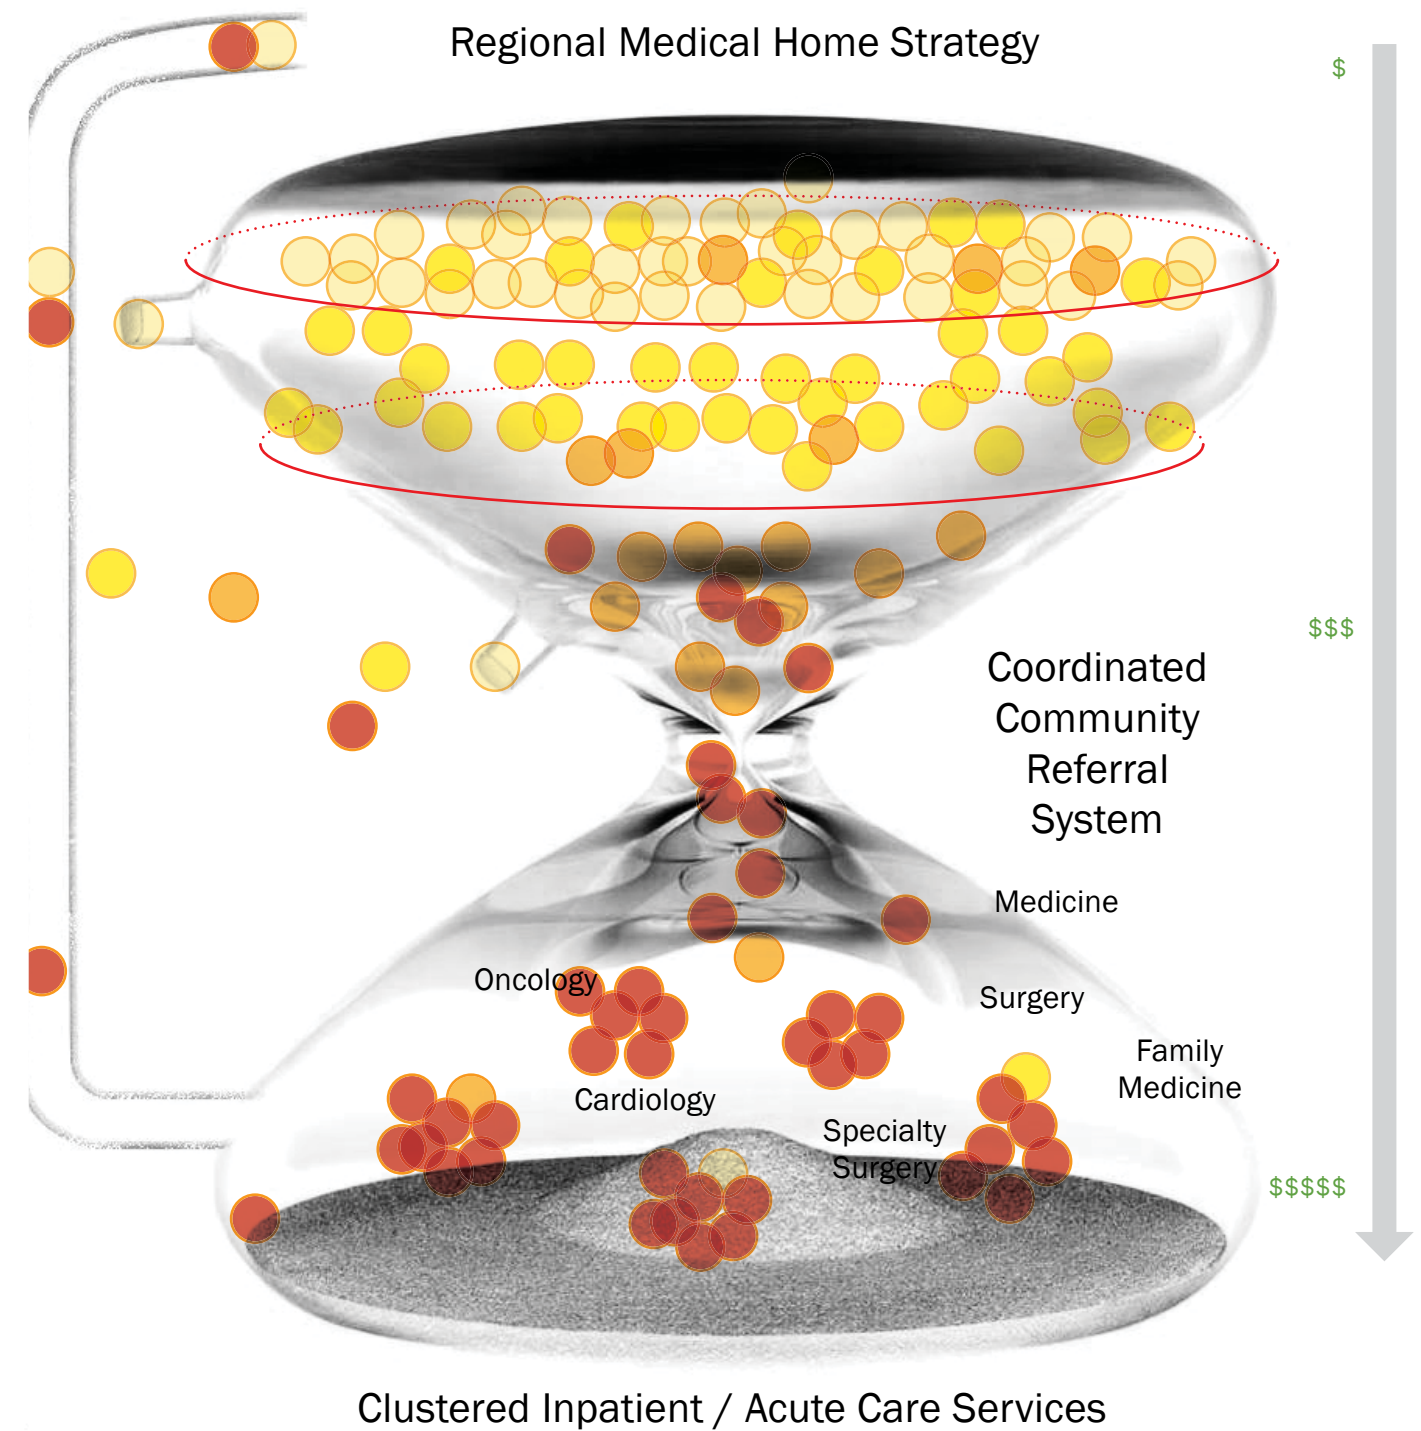 Regional Medical Home Strategy
$
$$$
Coordinated
Community
Referral
System
Medicine
Oncology
Surgery
Family
Medicine
Cardiology
Specialty
Surgery
$$$$$
Clustered Inpatient / Acute Care Services